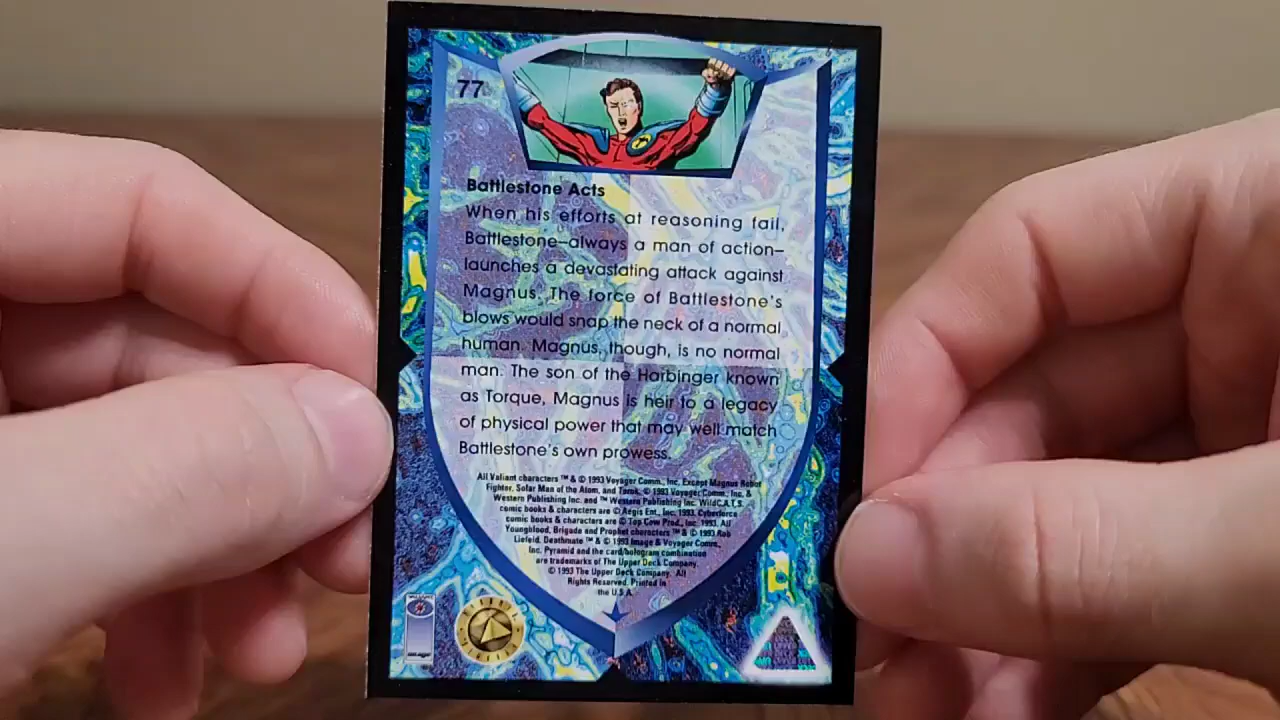 77
Battlestone Acts
When his efforts at reasoning fail,
Battlestone–always a man of action–
launches a devastating attack against
Magnus. The force of Battlestone's
blows would snap the neck of a normal
human. Magnus, though, is no normal
man. The son of the Harbinger known
as Torque, Magnus is heir to a legacy
of physical power that may well match
Battlestone's own prowess.
All Valiant characters ™ & © 1993 Voyager Comm., Inc. Except Magnus Robot
Fighter, Solar Man of the Atom, and Turok, © 1993 Voyager Comm., Inc. &
Western Publishing Inc. and ™ Western Publishing Inc. WildC.A.T.S.
comic books & characters are © Aegis Ent., Inc. 1993. Cyberforce
comic books & characters are © Top Cow Prod., Inc. 1993. All
Youngblood, Brigade and Prophet characters ™ & © 1993 Rob
Liefeld. Deathmate ™ & © 1993 Image & Voyager Comm.,
Inc. Pyramid and the card/hologram combination
are trademarks of The Upper Deck Company.
© 1993 The Upper Deck Company. All
Rights Reserved. Printed in
the U.S.A.